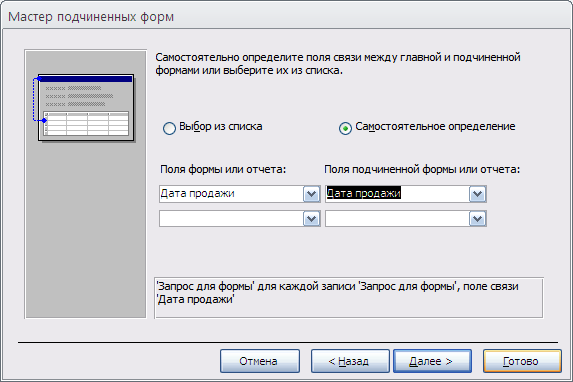 Мастер подчиненных форм
Самостоятельно определите поля связи между главной и подчиненной
формами или выберите их из списка.
Выбор из списка
Самостоятельное определение
Поля формы или отчета:
Поля подчиненной формы или отчета:
Дата продажи
Дата продажи
'Запрос для формы' для каждой записи 'Запрос для формы', поле связи
'Дата продажи'
Отмена
< Назад
Далее >
Готово